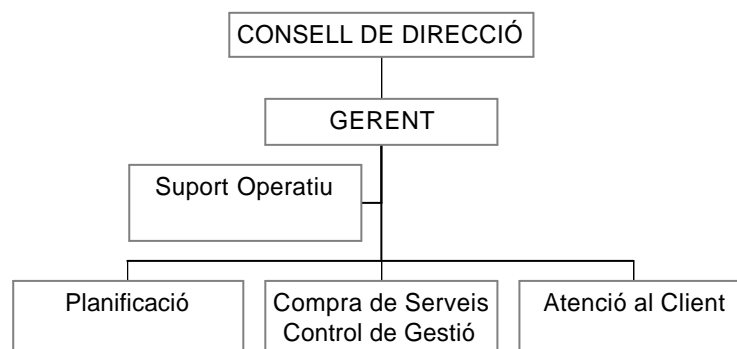 CONSELL DE DIRECCIÓ
GERENT
Suport Operatiu
Planificació
Compra de Serveis
Control de Gestió
Atenció al Client